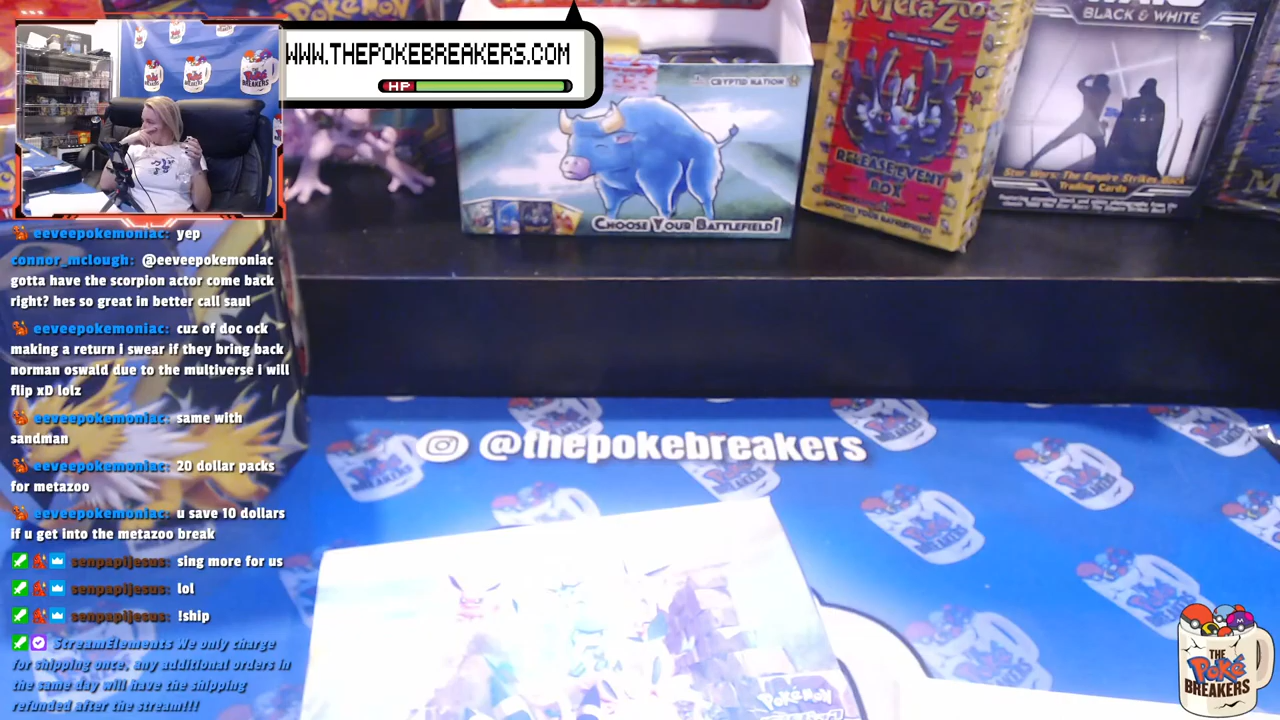 WWW.THEPOKEBREAKERS.COM
HP
CRYPTID NATION
CHOOSE YOUR BATTLEFIELD!
MetaZoo
RELEASE EVENT
BOX
BLACK & WHITE
Star Wars: The Empire Strikes Back
Trading Cards
eeveepokemoniac: yep
connor_mclough: @eeveepokemoniac
gotta have the scorpion actor come back
right? hes so great in better call saul
eeveepokemoniac: cuz of doc ock
making a return i swear if they bring back
norman oswald due to the multiverse i will
flip xD lolz
eeveepokemoniac: same with
sandman
eeveepokemoniac: 20 dollar packs
for metazoo
eeveepokemoniac: u save 10 dollars
if u get into the metazoo break
senpapijesus: sing more for us
senpapijesus: lol
senpapijesus: !ship
StreamElements We only charge
for shipping once, any additional orders in
the same day will have the shipping
refunded after the stream!!!
@thepokebreakers
POKéMON
THE
Poké
BREAKERS